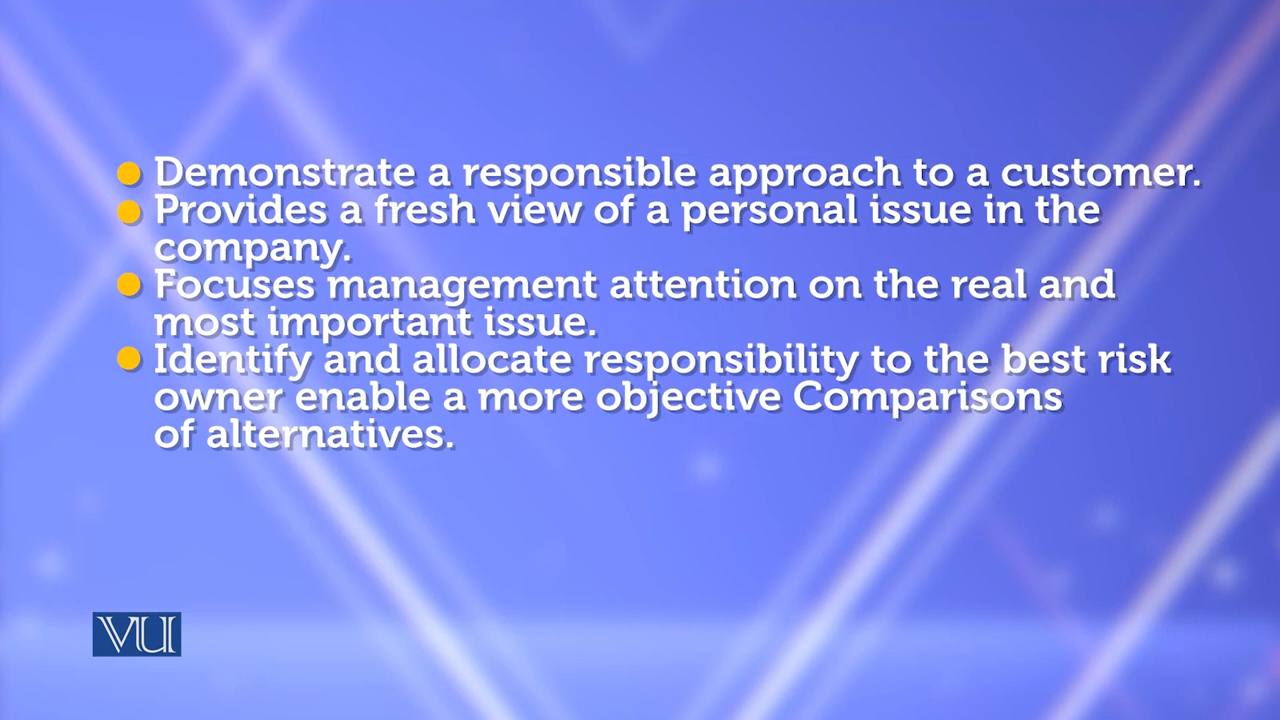 Demonstrate a responsible approach to a customer.
Provides a fresh view of a personal issue in the
company.
Focuses management attention on the real and
most important issue.
Identify and allocate responsibility to the best risk
owner enable a more objective Comparisons
of alternatives.
VU